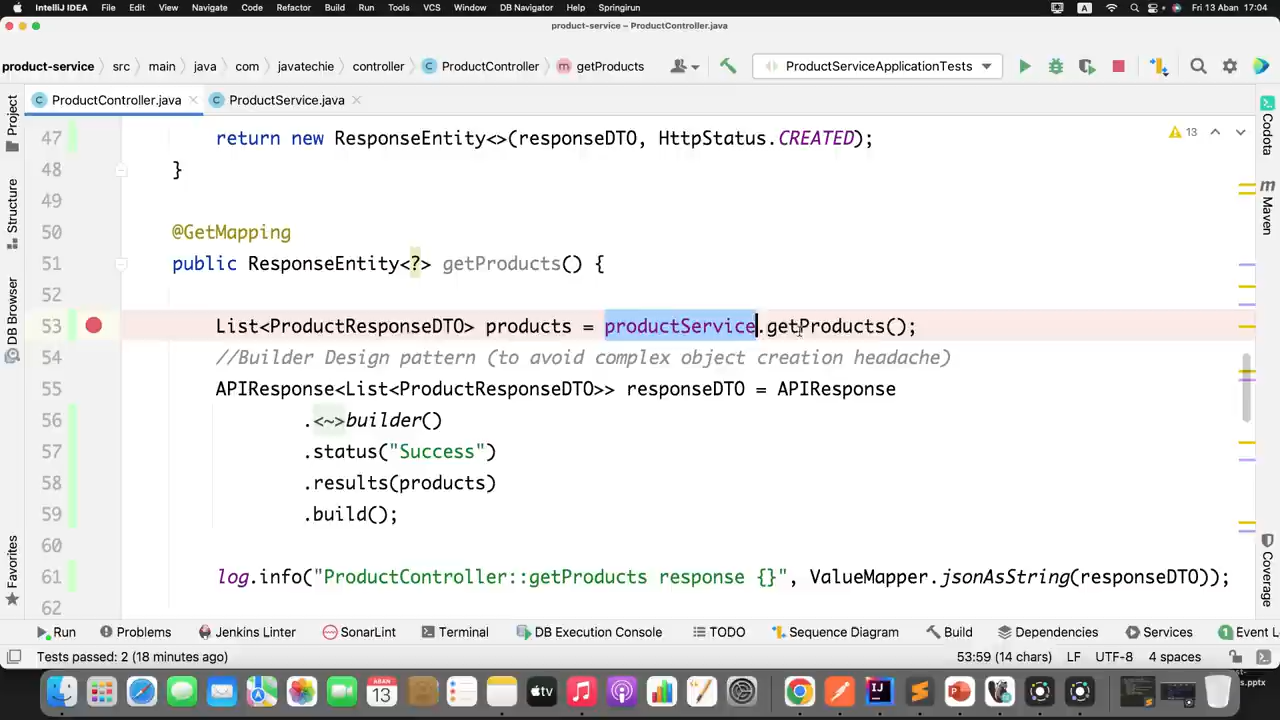 IntelliJ IDEA File Edit View Navigate Code Refactor Build Run Tools VCS Window DB Navigator Help Springirun A Fri 13 Aban 17:04
product-service – ProductController.java
product-service src main java com javatechie controller ProductController getProducts ProductServiceApplicationTests
ProductController.java ProductService.java
47 return new ResponseEntity<>(responseDTO, HttpStatus.CREATED);
13
48 }
49
50 @GetMapping
51 public ResponseEntity<?> getProducts() {
52
53 List<ProductResponseDTO> products = productService.getProducts();
54 //Builder Design pattern (to avoid complex object creation headache)
55 APIResponse<List<ProductResponseDTO>> responseDTO = APIResponse
56 .<~>builder()
57 .status("Success")
58 .results(products)
59 .build();
60
61 log.info("ProductController::getProducts response {}", ValueMapper.jsonAsString(responseDTO));
62
Project
Structure
DB Browser
Favorites
Codota
Maven
Coverage
Run Problems Jenkins Linter SonarLint Terminal DB Execution Console TODO Sequence Diagram Build Dependencies Services 1 Event L
Tests passed: 2 (18 minutes ago) 53:59 (14 chars) LF UTF-8 4 spaces
ABAN
13
tv
IJ
s.pptx